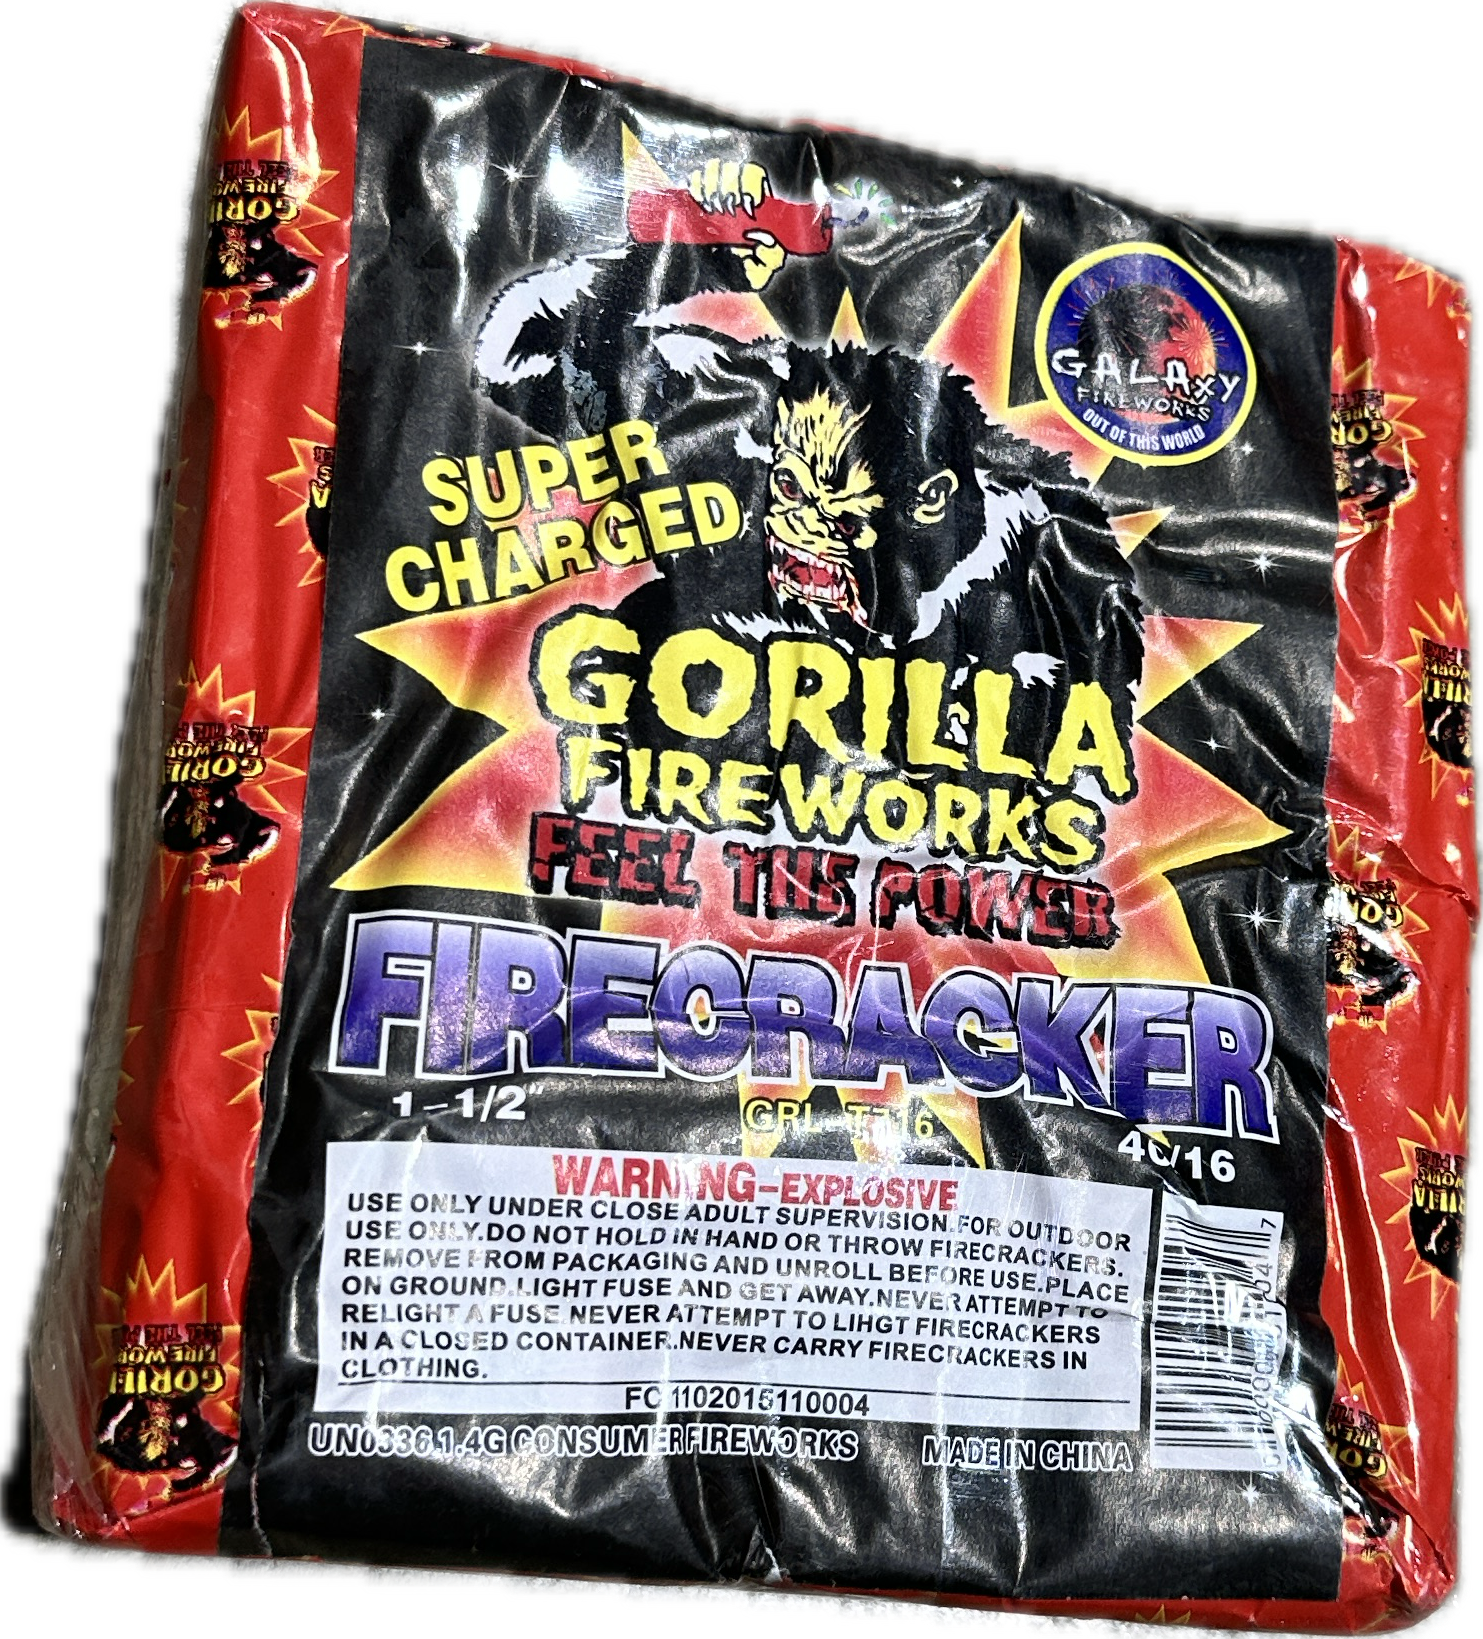 GALAXY
FIREWORKS
OUT OF THIS WORLD
SUPER
CHARGED
GORILLA
FIREWORKS
FEEL THE POWER
FIRECRACKER
1-1/2"
40/16
WARNING-EXPLOSIVE
USE ONLY UNDER CLOSE ADULT SUPERVISION.FOR OUTDOOR
USE ONLY.DO NOT HOLD IN HAND OR THROW FIRECRACKERS.
REMOVE FROM PACKAGING AND UNROLL BEFORE USE.PLACE
ON GROUND.LIGHT FUSE AND GET AWAY.NEVER ATTEMPT TO
RELIGHT A FUSE.NEVER ATTEMPT TO LIHGT FIRECRACKERS
IN A CLOSED CONTAINER.NEVER CARRY FIRECRACKERS IN
CLOTHING.
FC 1102015110004
UN0336,1.4G CONSUMER FIREWORKS
MADE IN CHINA